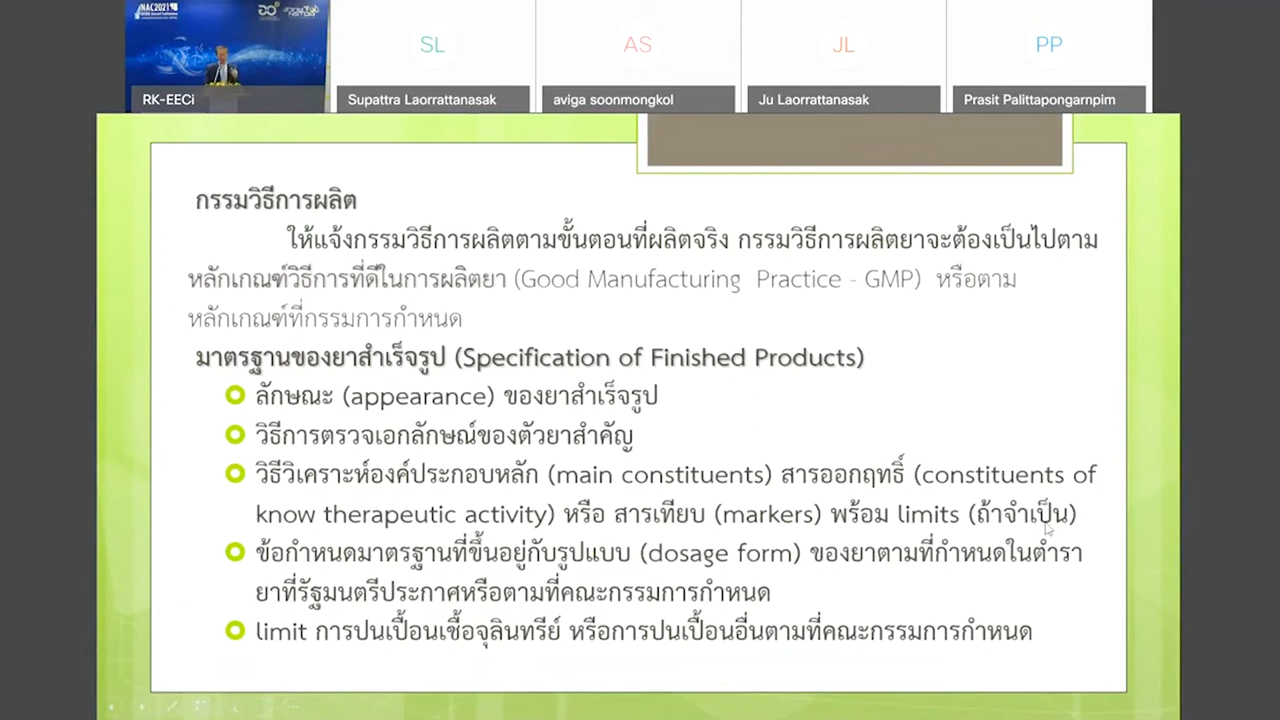 NAC2021
SL
AS
JL
PP
RK-EECi
Supattra Laorrattanasak
aviga soonmongkol
Ju Laorrattanasak
Prasit Palittapongarnpim
กรรมวิธีการผลิต
ให้แจ้งกรรมวิธีการผลิตตามขั้นตอนที่ผลิตจริง กรรมวิธีการผลิตยาจะต้องเป็นไปตาม
หลักเกณฑ์วิธีการที่ดีในการผลิตยา (Good Manufacturing Practice - GMP) หรือตาม
หลักเกณฑ์ที่กรรมการกำหนด
มาตรฐานของยาสำเร็จรูป (Specification of Finished Products)
ลักษณะ (appearance) ของยาสำเร็จรูป
วิธีการตรวจเอกลักษณ์ของตัวยาสำคัญ
วิธีวิเคราะห์องค์ประกอบหลัก (main constituents) สารออกฤทธิ์ (constituents of
know therapeutic activity) หรือ สารเทียบ (markers) พร้อม limits (ถ้าจำเป็น)
ข้อกำหนดมาตรฐานที่ขึ้นอยู่กับรูปแบบ (dosage form) ของยาตามที่กำหนดในตำรา
ยาที่รัฐมนตรีประกาศหรือตามที่คณะกรรมการกำหนด
limit การปนเปื้อนเชื้อจุลินทรีย์ หรือการปนเปื้อนอื่นตามที่คณะกรรมการกำหนด